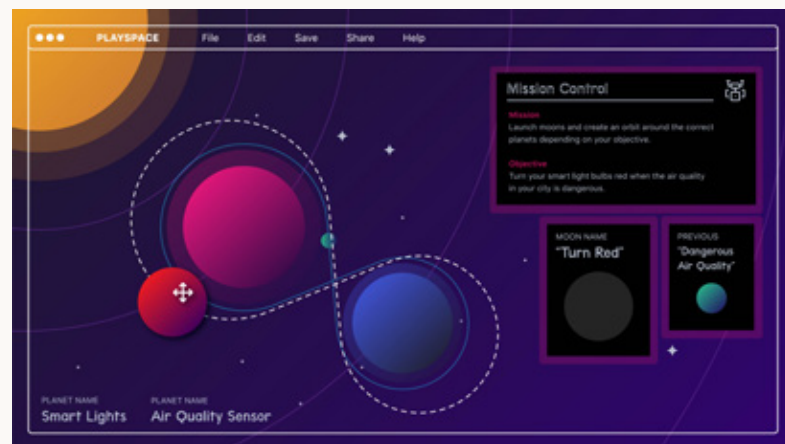 PLAYSPACE File Edit Save Share Help
Mission Control
Mission
Launch moons and create an orbit around the correct
planets depending on your objective.
Objective
Turn your smart light bulbs red when the air quality
in your city is dangerous.
MOON NAME
"Turn Red"
PREVIOUS
"Dangerous
Air Quality"
PLANET NAME
Smart Lights
PLANET NAME
Air Quality Sensor